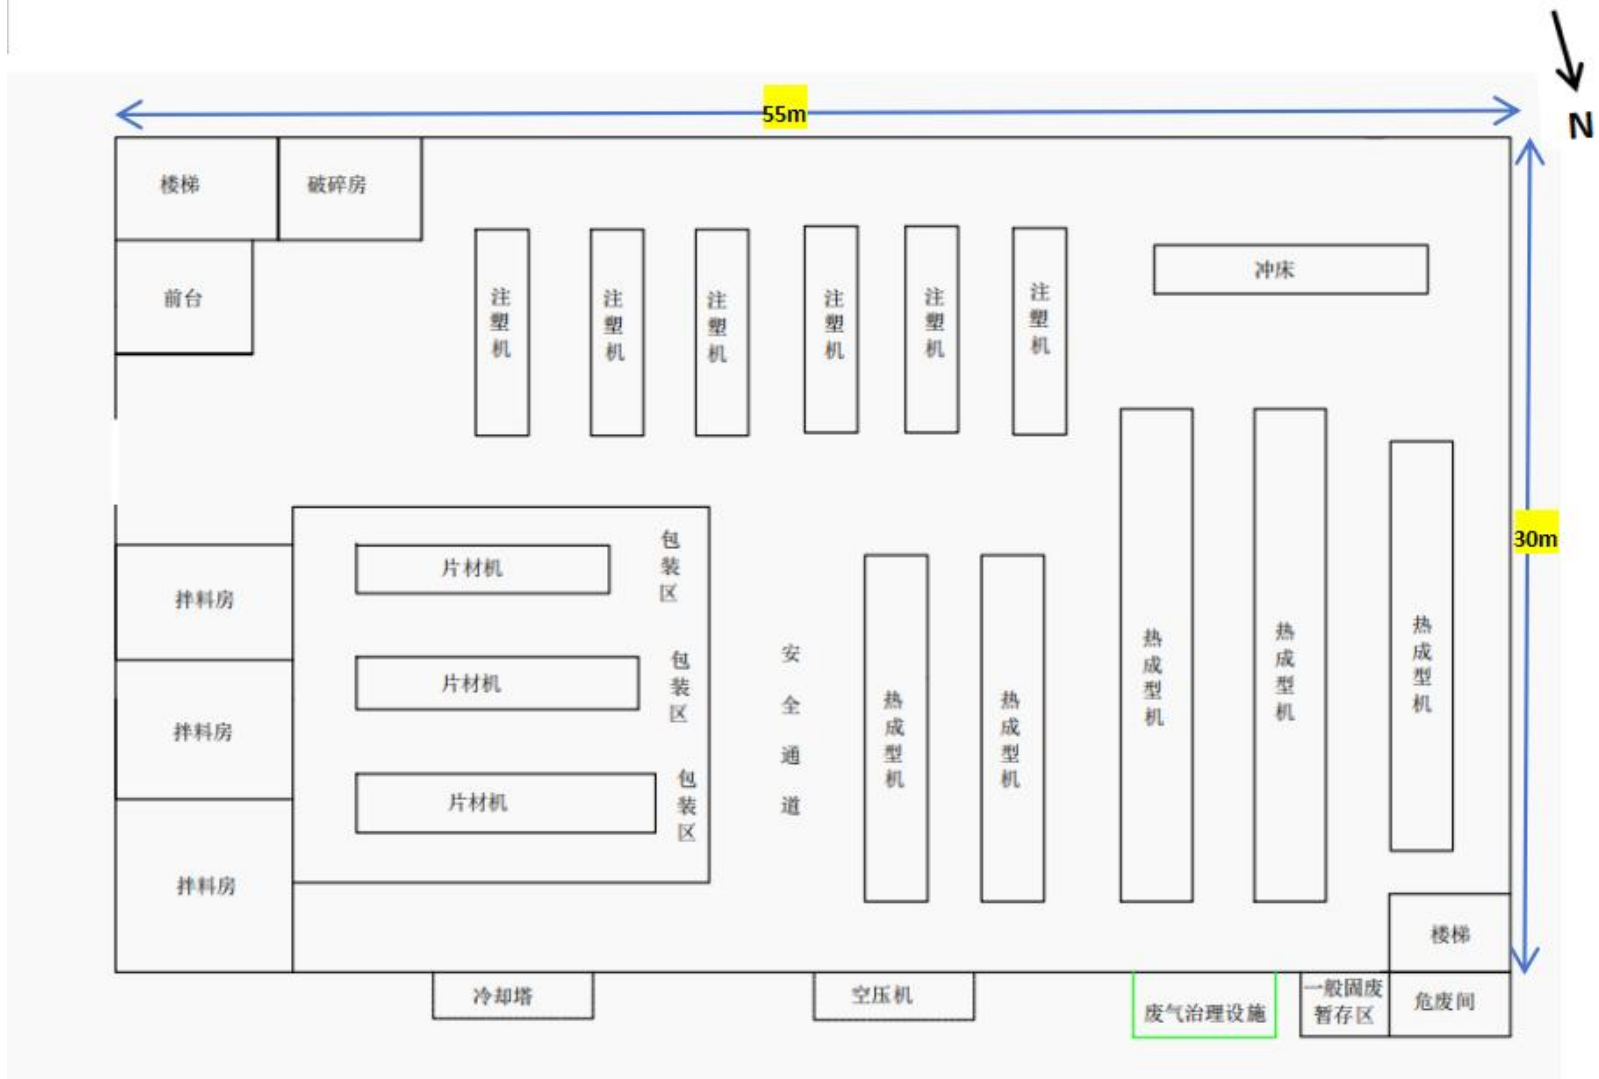 N
55m
楼梯
破碎房
前台
注塑机
注塑机
注塑机
注塑机
注塑机
注塑机
冲床
30m
片材机
包装区
拌料房
片材机
包装区
拌料房
片材机
包装区
拌料房
安全通道
热成型机
热成型机
热成型机
热成型机
热成型机
楼梯
冷却塔
空压机
废气治理设施
一般固废
暂存区
危废间